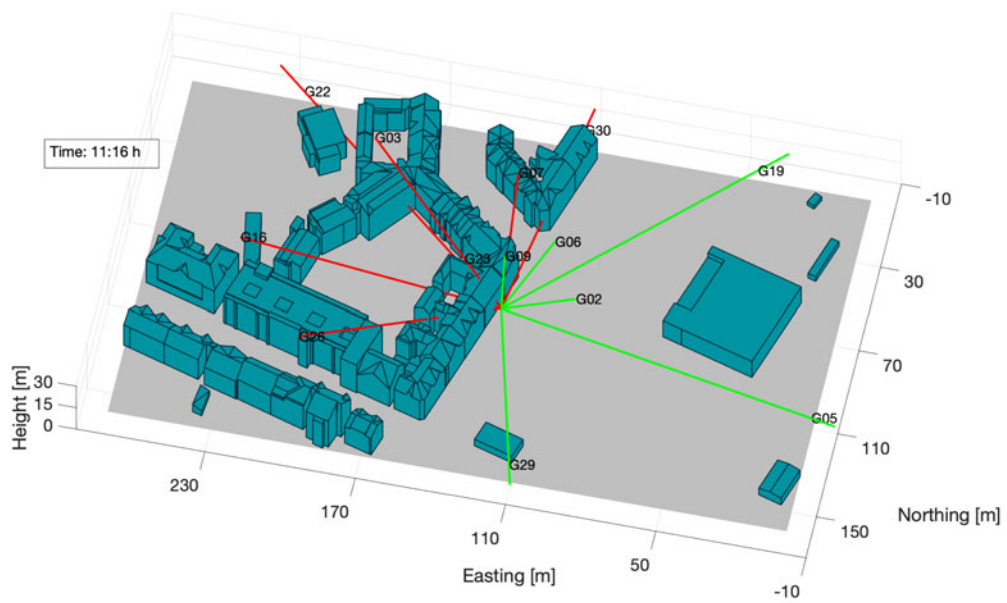 G22
G03
G30
G07
G19
-10
Time: 11:16 h
G16
G06
G09
G23
30
G02
G26
70
Height [m]
30
15
0
G05
110
G29
230
170
110
50
-10
150
Northing [m]
Easting [m]